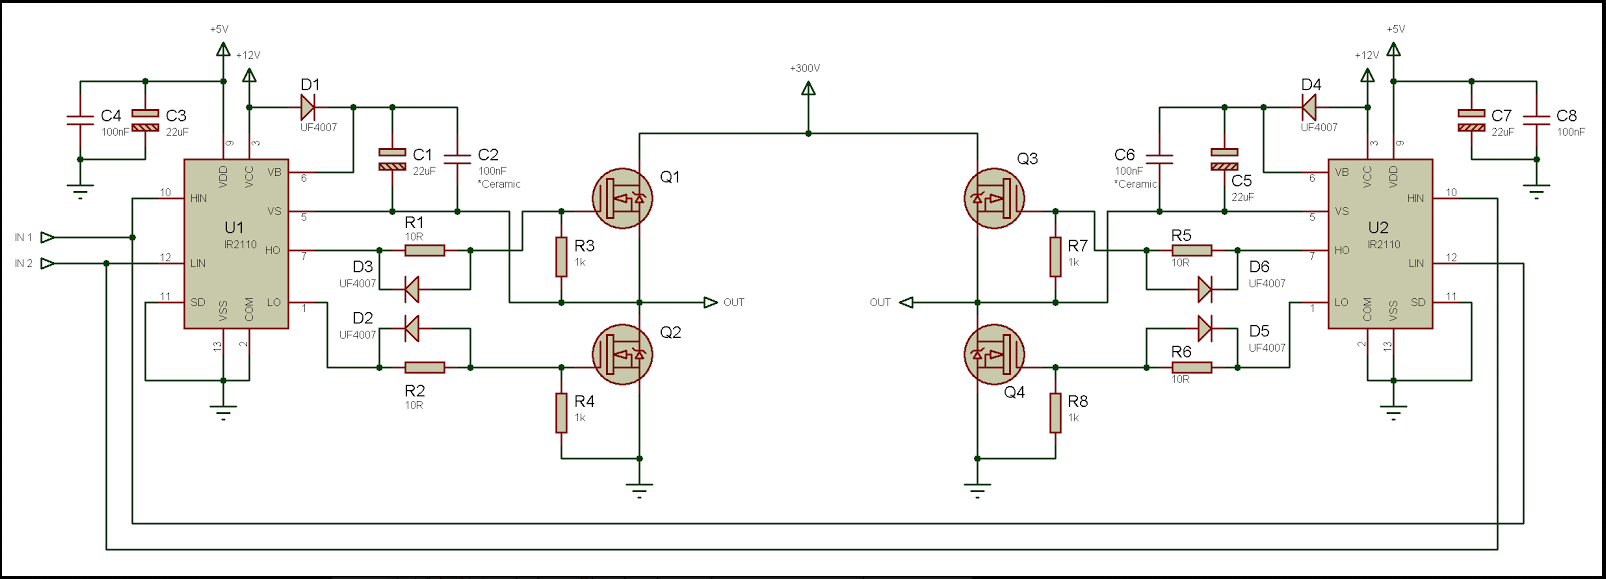 +5V
+12V
D1
UF4007
C4
100nF
C3
22uF
9
3
VDD
VCC
VB
6
C1
22uF
C2
100nF
*Ceramic
10
HIN
VS
5
U1
IR2110
R1
10R
IN 1
IN 2
12
LIN
HO
7
D3
UF4007
R3
1k
11
SD
VSS
COM
LO
1
D2
UF4007
13
2
R2
10R
R4
1k
+300V
Q1
OUT
Q2
Q3
OUT
Q4
+5V
+12V
D4
UF4007
C7
22uF
C8
100nF
3
9
VCC
VDD
C6
100nF
*Ceramic
C5
22uF
6
VB
10
HIN
5
VS
U2
IR2110
R7
1k
R5
10R
7
HO
LIN
12
D6
UF4007
1
LO
COM
VSS
SD
11
D5
UF4007
2
13
R6
10R
R8
1k